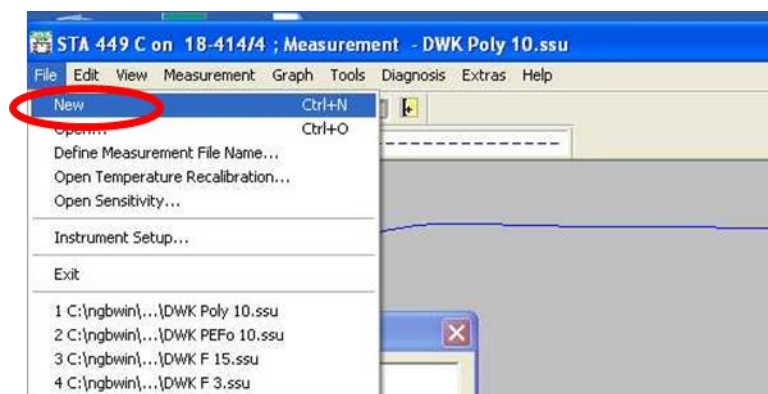 STA 449 C on 18-414/4 ; Measurement - DWK Poly 10.ssu
File Edit View Measurement Graph Tools Diagnosis Extras Help
New Ctrl+N
Open... Ctrl+O
Define Measurement File Name...
Open Temperature Recalibration...
Open Sensitivity...
Instrument Setup...
Exit
1 C:\ngbwin\...\DWK Poly 10.ssu
2 C:\ngbwin\...\DWK PEFo 10.ssu
3 C:\ngbwin\...\DWK F 15.ssu
4 C:\ngbwin\...\DWK F 3.ssu